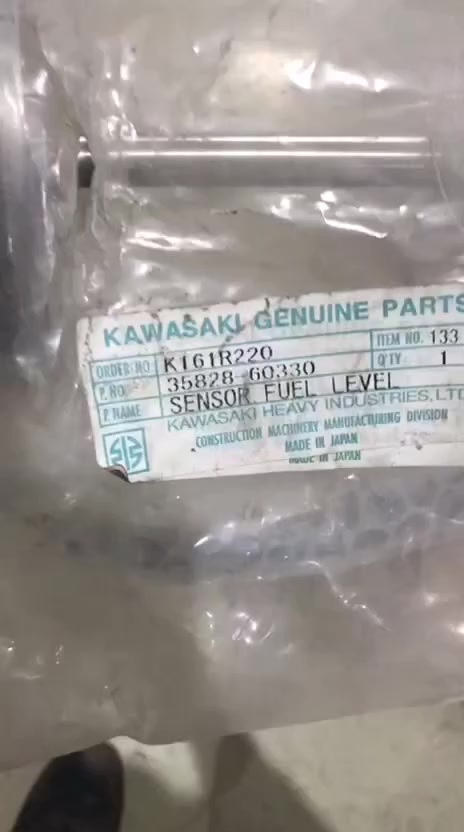 KAWASAKI GENUINE PARTS
ORDER NO K161R220 ITEM NO. 133
P. NO. 35828-60330 Q'TY 1
P. NAME SENSOR FUEL LEVEL
KAWASAKI HEAVY INDUSTRIES, LTD
CONSTRUCTION MACHINERY MANUFACTURING DIVISION
MADE IN JAPAN
MADE IN JAPAN